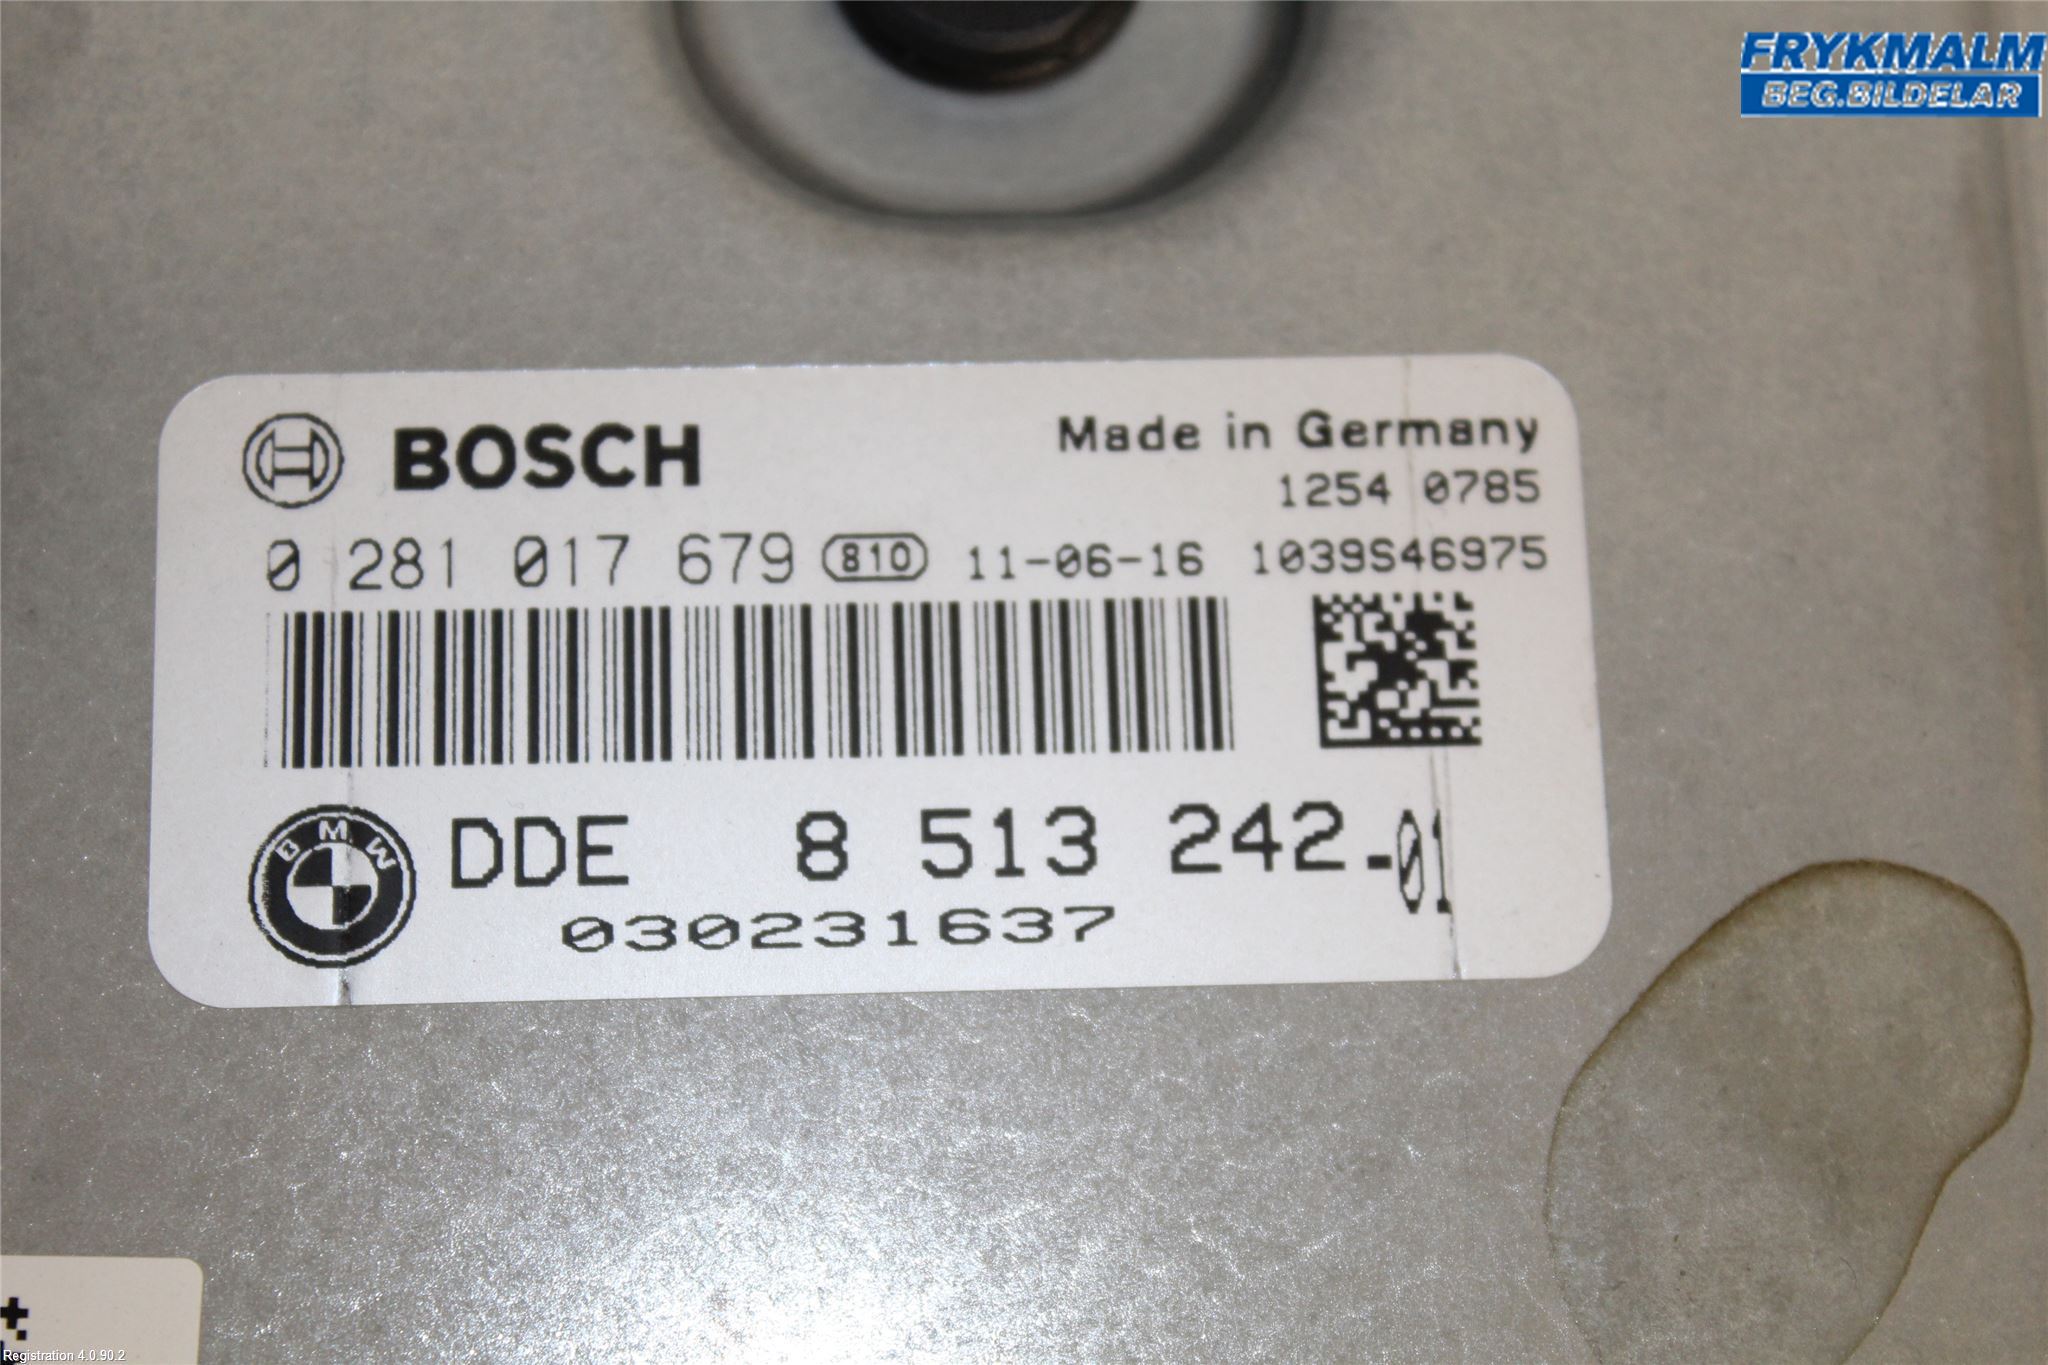 FRYKMALM
BEG.BILDELAR
BOSCH
Made in Germany
1254 0785
0 281 017 679 810 11-06-16 1039S46975
BMW
DDE 8 513 242-01
030231637
Registration 4.0.90.2